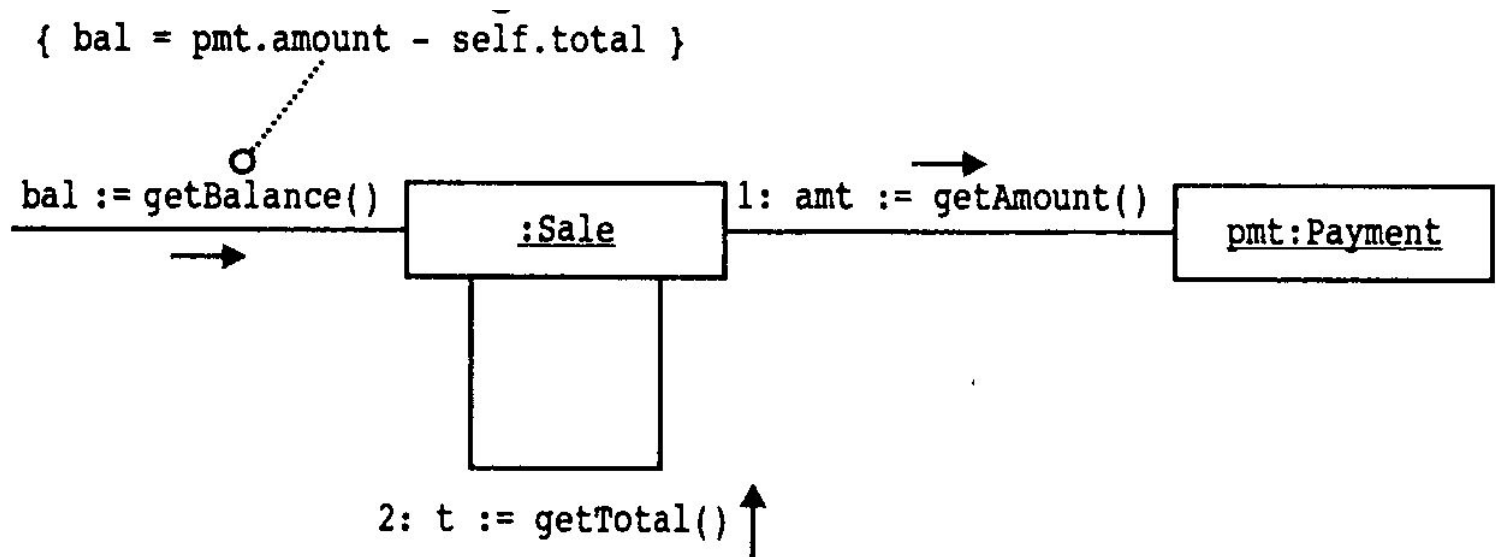 { bal = pmt.amount - self.total }
bal := getBalance()
:Sale
1: amt := getAmount()
pmt:Payment
2: t := getTotal()